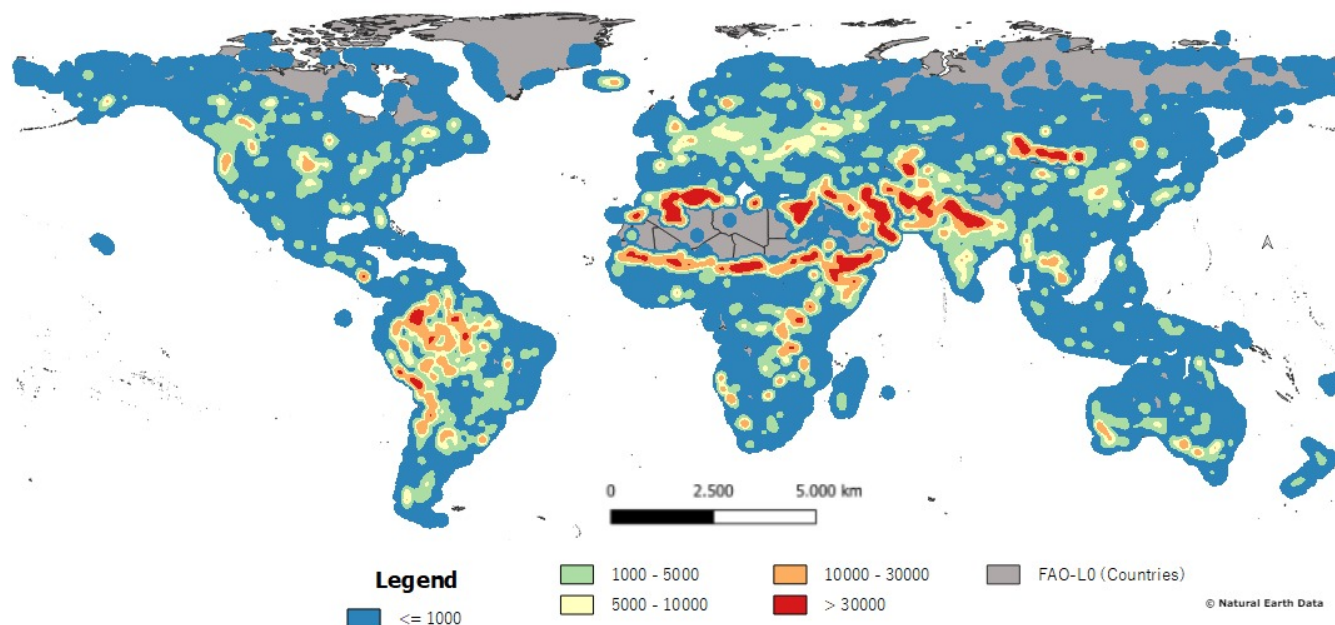 0 2.500 5.000 km
Legend
<= 1000
1000 - 5000
5000 - 10000
10000 - 30000
> 30000
FAO-L0 (Countries)
© Natural Earth Data